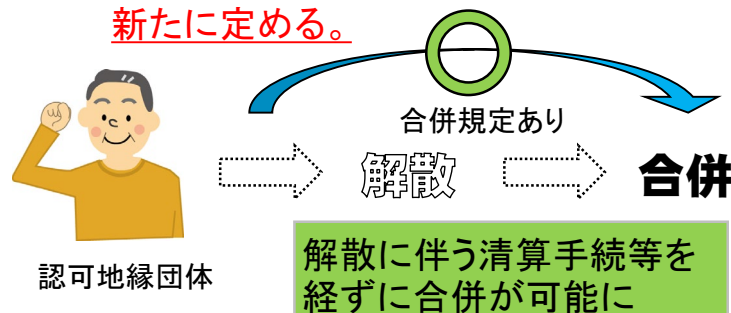 新たに定める。
合併規定あり
解散
合併
認可地縁団体
解散に伴う清算手続等を
経ずに合併が可能に